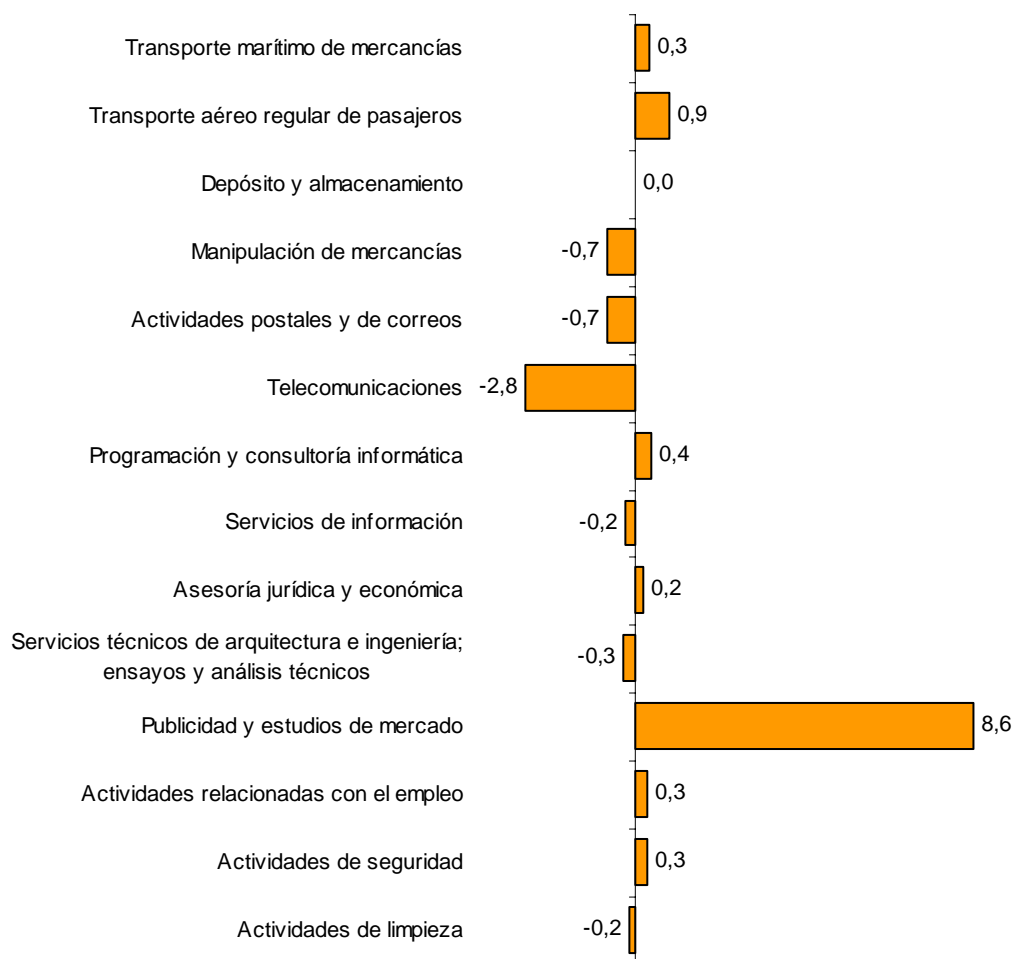 Transporte marítimo de mercancías 0,3
Transporte aéreo regular de pasajeros 0,9
Depósito y almacenamiento 0,0
Manipulación de mercancías -0,7
Actividades postales y de correos -0,7
Telecomunicaciones -2,8
Programación y consultoría informática 0,4
Servicios de información -0,2
Asesoría jurídica y económica 0,2
Servicios técnicos de arquitectura e ingeniería;
ensayos y análisis técnicos -0,3
Publicidad y estudios de mercado 8,6
Actividades relacionadas con el empleo 0,3
Actividades de seguridad 0,3
Actividades de limpieza -0,2